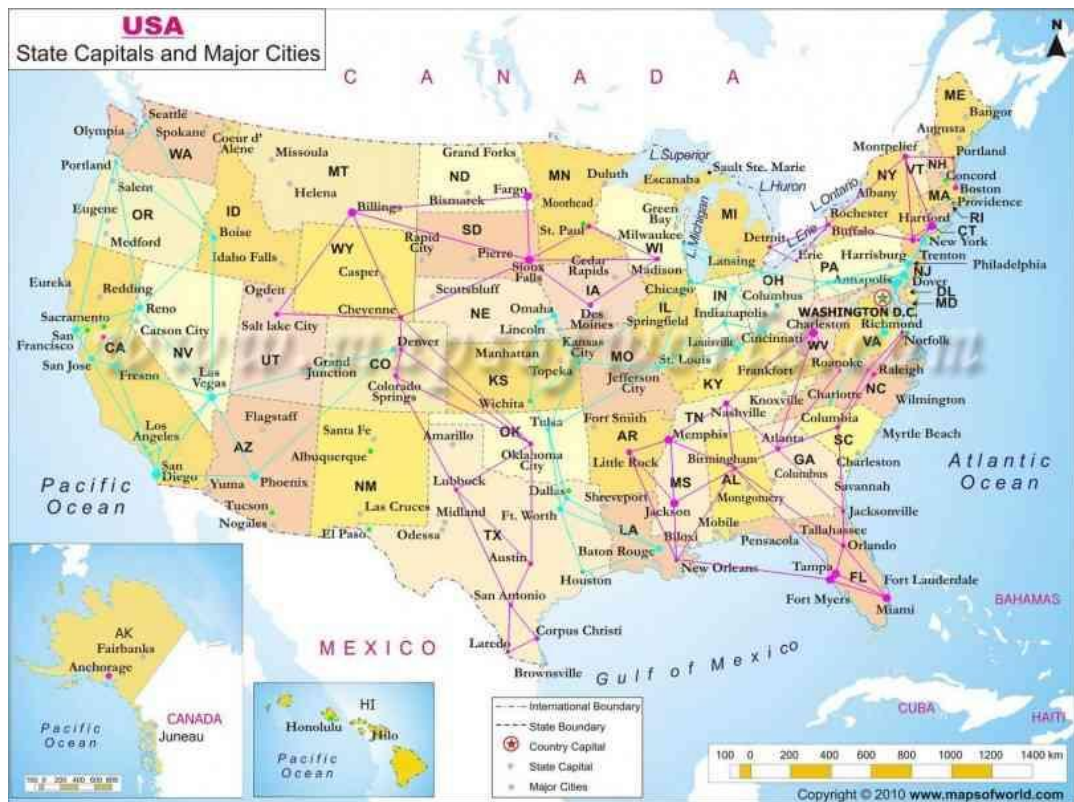 USA
State Capitals and Major Cities
N
C A N A D A
ME
Bangor
Augusta
Seattle
Olympia
Spokane
Coeur d'
Alene
WA
Missoula
MT
Helena
Grand Forks
ND
Bismarek
Fargo
MN
Duluth
Moorhead
L.Superior
Sault Ste. Marie
Escanaba
L.Huron
Montpelief
VT
NH
Portland
Concord
NY
MA
Boston
Albany
Providence
Portland
Salem
Eugene
OR
Medford
ID
Boise
Idaho Falls
Billings
WY
Casper
Rapid
City
SD
Pierre
Sioux
Falls
St. Paul
Green
Bay
Milwaukee
WI
L.Michigan
MI
Detroit
L.Ontario
Rochester
L.Erie
Buffalo
Hartford
RI
CT
New York
Eureka
Redding
Reno
Ogdeit
Cheyenne
Scottsbluff
Cedar
Rapids
Madison
Lansing
Erie
PA
Harrisburg
Trenton
Philadelphia
NJ
Sacramento
San
Francisco
CA
Carson City
NV
Salt lake City
NE
Omaha
Lincoln
IA
Des
Moines
Chicago
IL
Springfield
IN
Indianapolis
OH
Columbus
Annapolis
Dover
DL
MD
WASHINGTON D.C.
San Jose
Fresno
Las
Vegas
UT
Grand
Junction
Denver
CO
Colorado
Springs
Manhattan
KS
Topeka
Kansas
City
MO
St. Louis
Jefferson
City
Louisville
Cincinnati
Charleston
WV
VA
Richmond
Norfolk
Frankfort
Roanoke
KY
Raleigh
NC
Wilmington
Wichita
Los
Angeles
San
Diego
Flagstaff
AZ
Yuma
Phoenix
Tucson
Nogales
Santa Fe
Albuquerque
NM
Las Cruces
El Paso
Amarillo
OK
Oklahoma
City
Tulsa
Fort Smith
AR
Little Rock
TN
Nashville
Memphis
Knoxville
Charlotte
Columbia
SC
Myrtle Beach
Lubbock
Midland
Odessa
TX
Dallas
Ft. Worth
Shreveport
LA
MS
Jackson
Birmingham
AL
Montgomery
Atlanta
GA
Columbus
Charleston
Savannah
Austin
San Antonio
Houston
Baton Rouge
Biloxi
Mobile
New Orleans
Pensacola
Tallahassee
Jacksonville
Orlando
Tampa
FL
Fort Lauderdale
Fort Myers
Miami
Laredo
Corpus Christi
Brownsville
Pacific
Ocean
Atlantic
Ocean
MEXICO
Gulf of Mexico
BAHAMAS
CUBA
HAITI
AK
Fairbanks
Anchorage
CANADA
Juneau
Pacific
Ocean
100 0 200 400 600 800
HI
Honolulu
Hilo
Pacific
Ocean
International Boundary
State Boundary
Country Capital
State Capital
Major Cities
100 0 200 400 600 800 1000 1200 1400 km
Copyright © 2010 www.mapsofworld.com